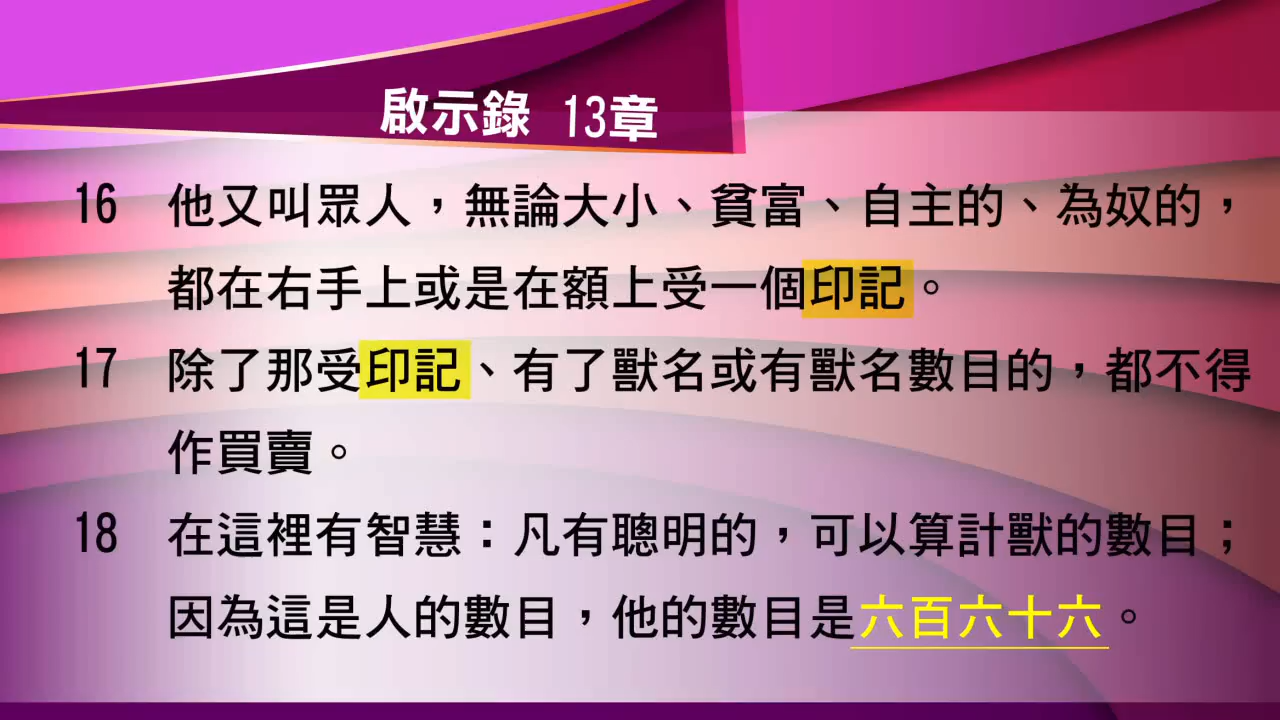 啟示錄 13章
16 他又叫眾人，無論大小、貧富、自主的、為奴的，
都在右手上或是在額上受一個印記。
17 除了那受印記、有了獸名或有獸名數目的，都不得
作買賣。
18 在這裡有智慧：凡有聰明的，可以算計獸的數目；
因為這是人的數目，他的數目是六百六十六。